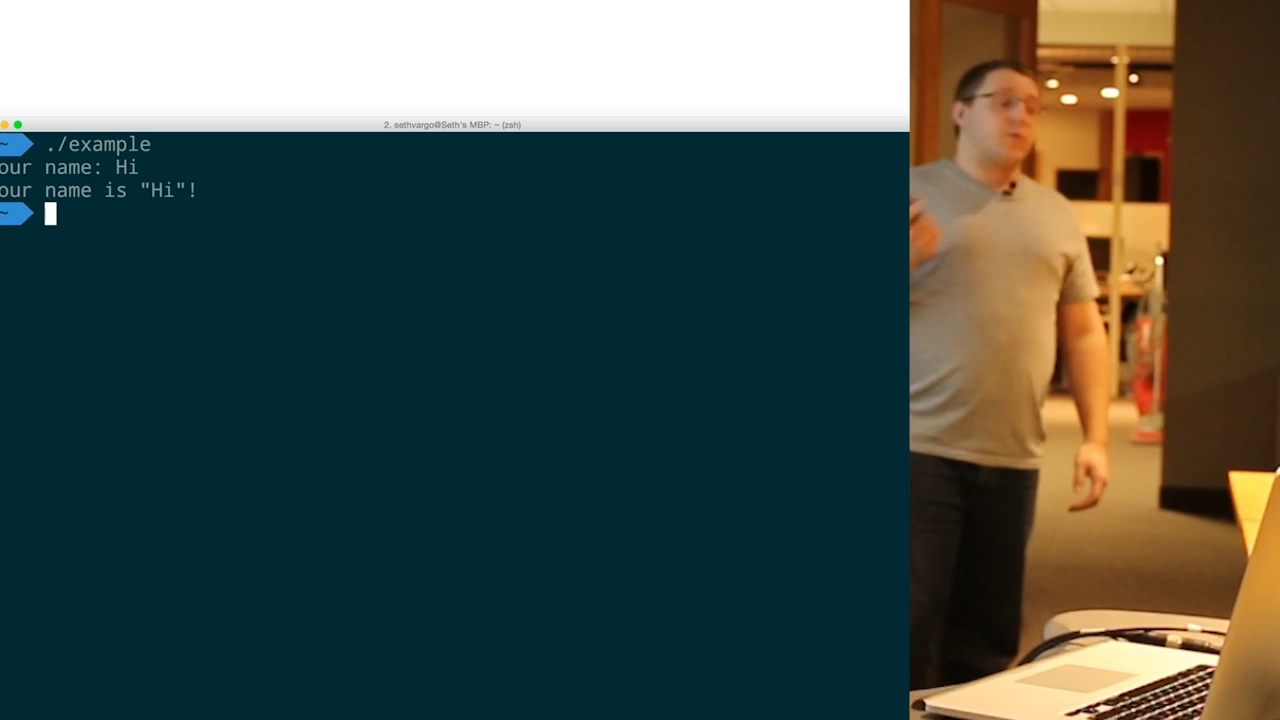 2. sethvargo@Seth's MBP: ~ (zsh)
~ ./example
our name: Hi
our name is "Hi"!
~